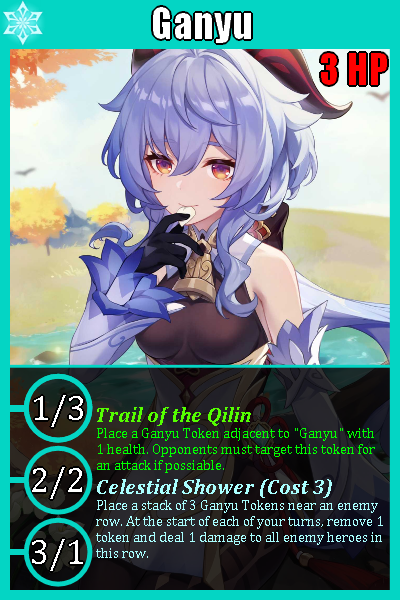 Ganyu
3 HP
1/3
Trail of the Qilin
Place a Ganyu Token adjacent to "Ganyu" with
1 health. Opponents must target this token for
an attack if possiable.
2/2
Celestial Shower (Cost 3)
Place a stack of 3 Ganyu Tokens near an enemy
row. At the start of each of your turns, remove 1
token and deal 1 damage to all enemy heroes in
this row.
3/1